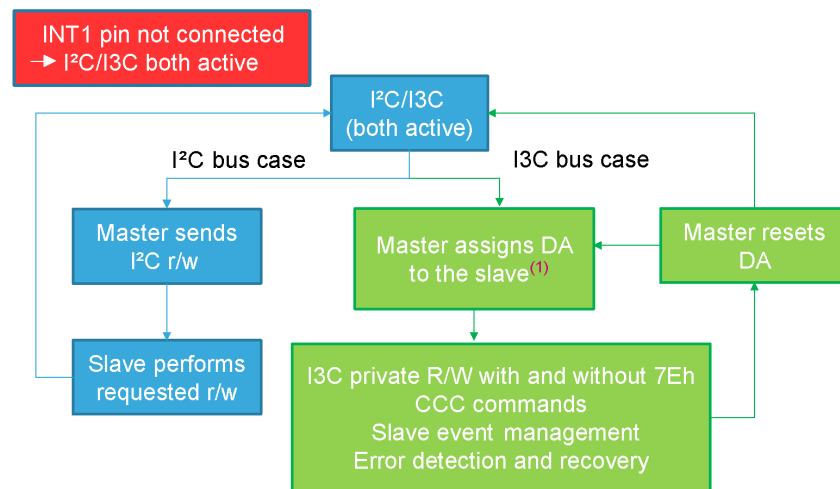 INT1 pin not connected
→ I²C/I3C both active
I²C/I3C
(both active)
I²C bus case
I3C bus case
Master sends
I²C r/w
Master assigns DA
to the slave(1)
Master resets
DA
Slave performs
requested r/w
I3C private R/W with and without 7Eh
CCC commands
Slave event management
Error detection and recovery